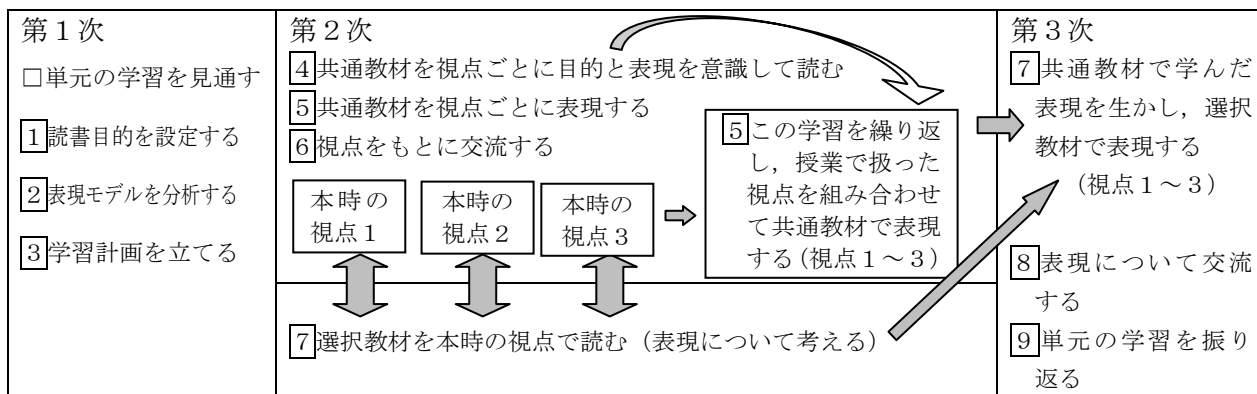 第１次
□単元の学習を見通す
1読書目的を設定する
2表現モデルを分析する
3学習計画を立てる
第２次
4共通教材を視点ごとに目的と表現を意識して読む
5共通教材を視点ごとに表現する
6視点をもとに交流する
本時の
視点１
本時の
視点２
本時の
視点３
5この学習を繰り返
し，授業で扱った
視点を組み合わせ
て共通教材で表現
する（視点１～３）
7選択教材を本時の視点で読む（表現について考える）
第３次
7共通教材で学んだ
表現を生かし，選択
教材で表現する
（視点１～３）
8表現について交流
する
9単元の学習を振り
返る